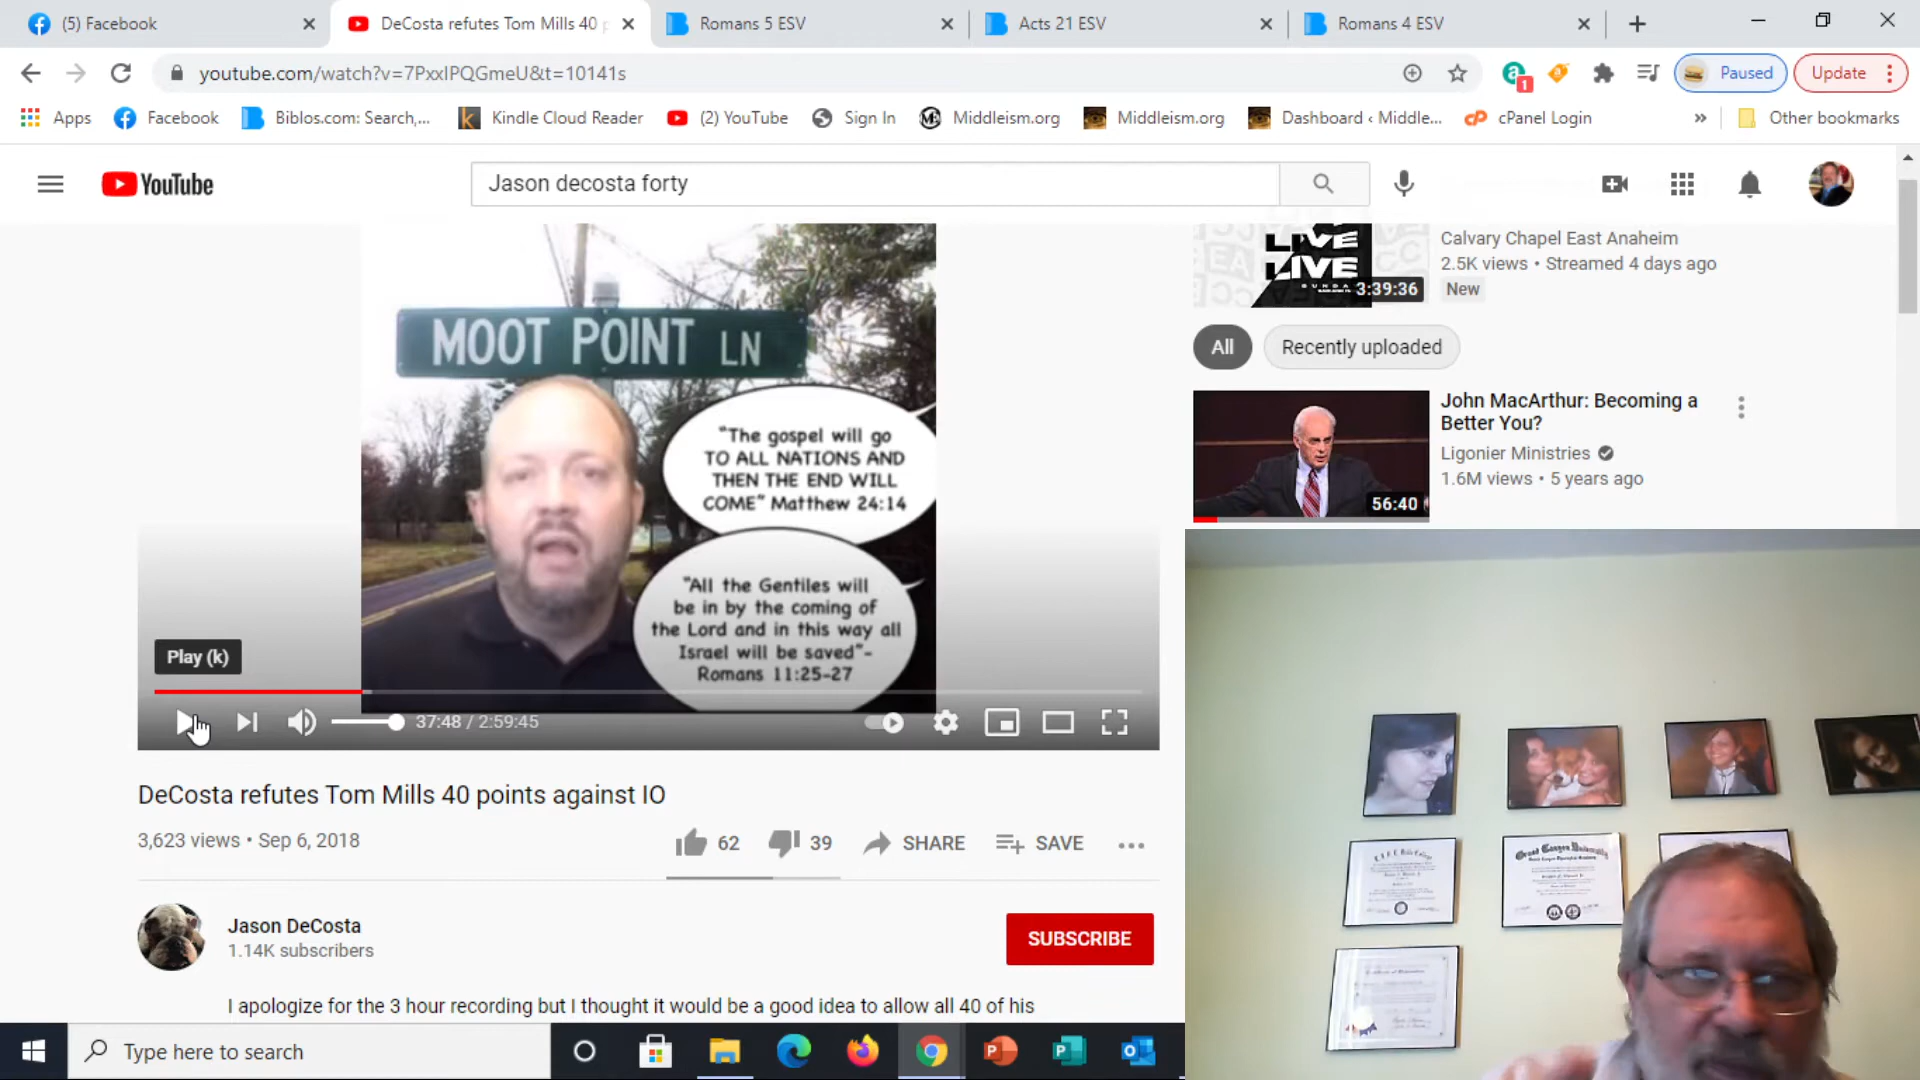 (5) Facebook
DeCosta refutes Tom Mills 40 p
Romans 5 ESV
Acts 21 ESV
Romans 4 ESV
youtube.com/watch?v=7PxxIPQGmeU&t=10141s
1
Paused
Update
Apps
Facebook
Biblos.com: Search,...
Kindle Cloud Reader
(2) YouTube
Sign In
Middleism.org
Middleism.org
Dashboard ‹ Middle...
cPanel Login
»
Other bookmarks
YouTube
Jason decosta forty
MOOT POINT LN
"The gospel will go
TO ALL NATIONS AND
THEN THE END WILL
COME" Matthew 24:14
"All the Gentiles will
be in by the coming of
the Lord and in this way all
Israel will be saved"-
Romans 11:25-27
Play (k)
37:48 / 2:59:45
DeCosta refutes Tom Mills 40 points against IO
3,623 views • Sep 6, 2018
62
39
SHARE
SAVE
Jason DeCosta
1.14K subscribers
SUBSCRIBE
I apologize for the 3 hour recording but I thought it would be a good idea to allow all 40 of his
LIVE
LIVE
3:39:36
Calvary Chapel East Anaheim
2.5K views • Streamed 4 days ago
New
All
Recently uploaded
John MacArthur: Becoming a
Better You?
Ligonier Ministries
1.6M views • 5 years ago
56:40
Grand Canyon University
Type here to search